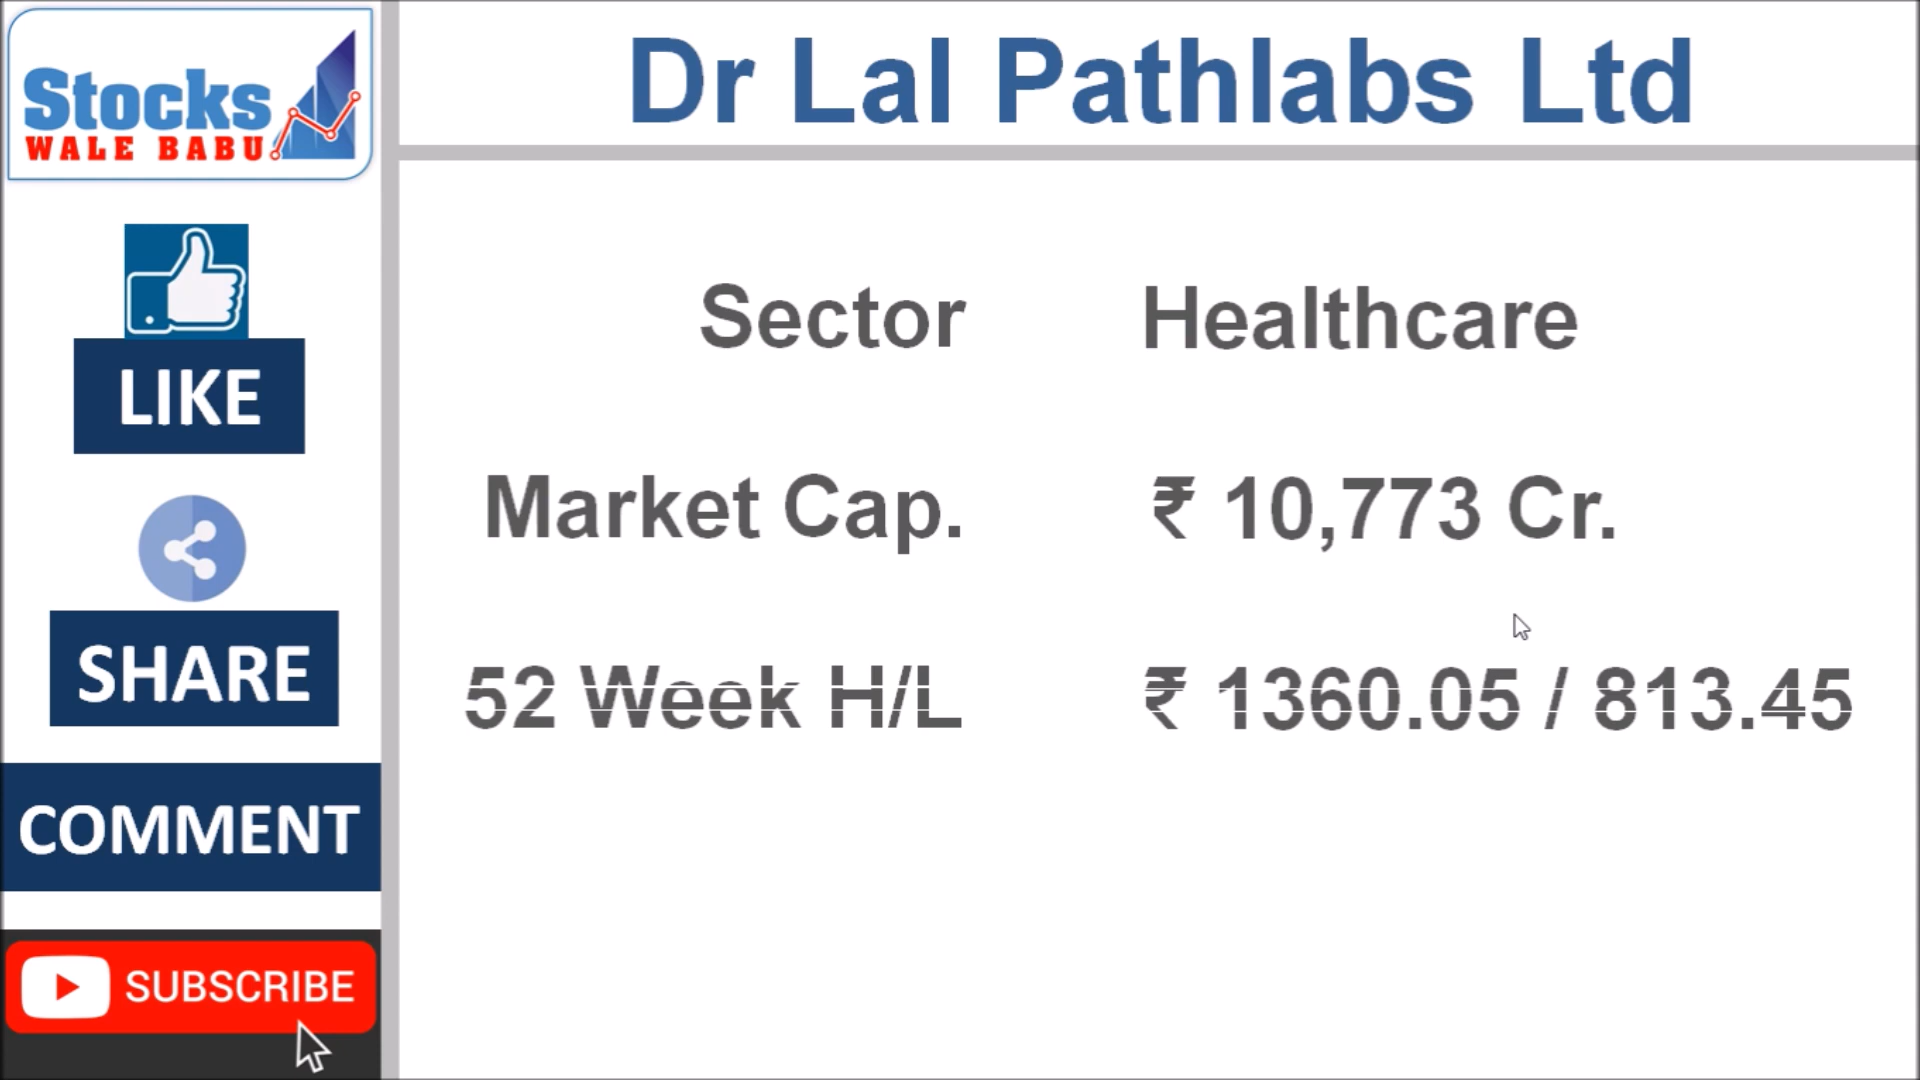 Stocks
WALE BABU
LIKE
SHARE
COMMENT
SUBSCRIBE
Dr Lal Pathlabs Ltd
Sector Healthcare
Market Cap. ₹ 10,773 Cr.
52 Week H/L ₹ 1360.05 / 813.45